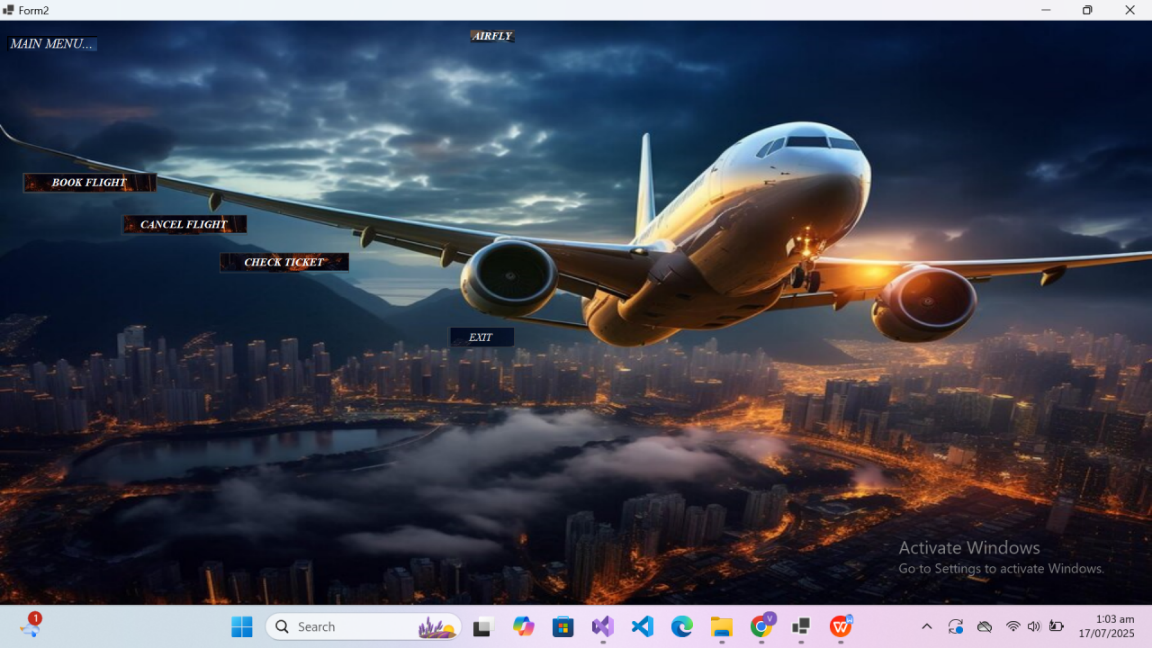 Form2
AIRFLY
MAIN MENU...
BOOK FLIGHT
CANCEL FLIGHT
CHECK TICKET
EXIT
Activate Windows
Go to Settings to activate Windows.
1
Search
V
W
1:03 am
17/07/2025